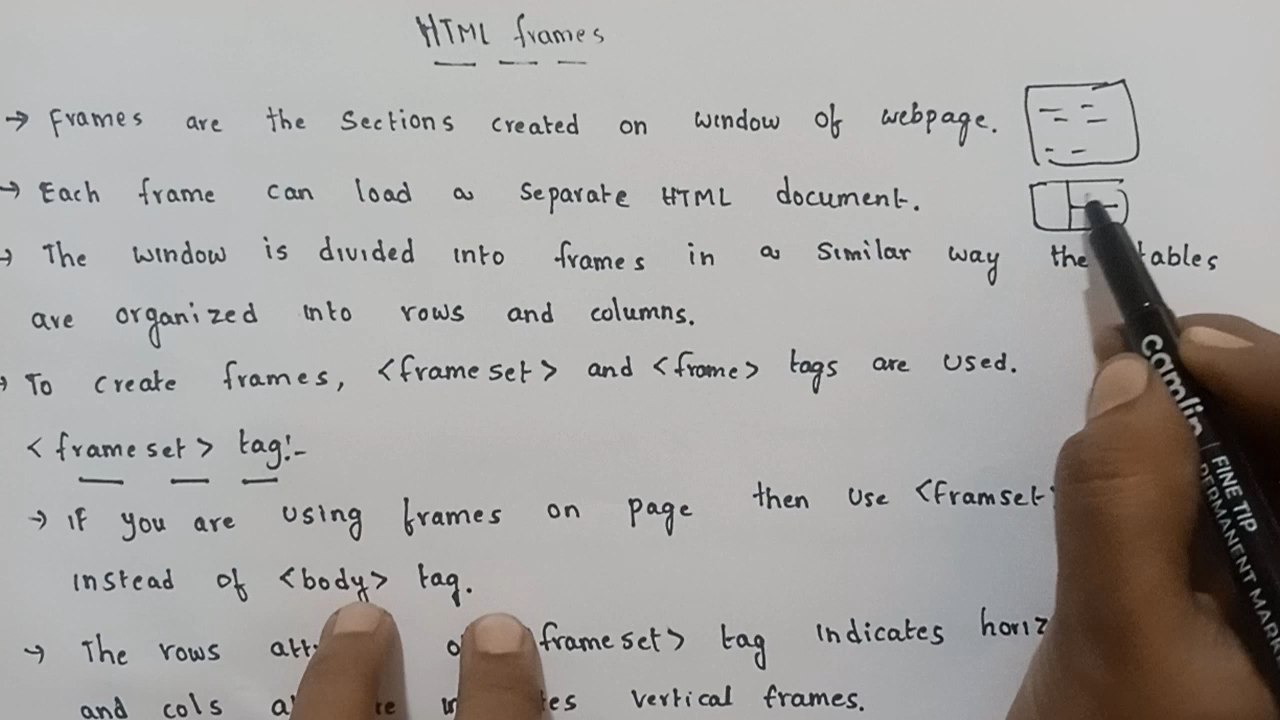 HTML frames
→ Frames are the sections created on window of webpage.
→ Each frame can load a separate HTML document.
→ The window is divided into frames in a similar way the tables
are organized into rows and columns.
→ To create frames, <frameset> and <frame> tags are used.
<frameset> tag:-
→ If you are using frames on page then use <framset
instead of <body> tag.
→ The rows frameset> tag indicates
and cols vertical frames.
camlin FINE TIP
PERMANENT